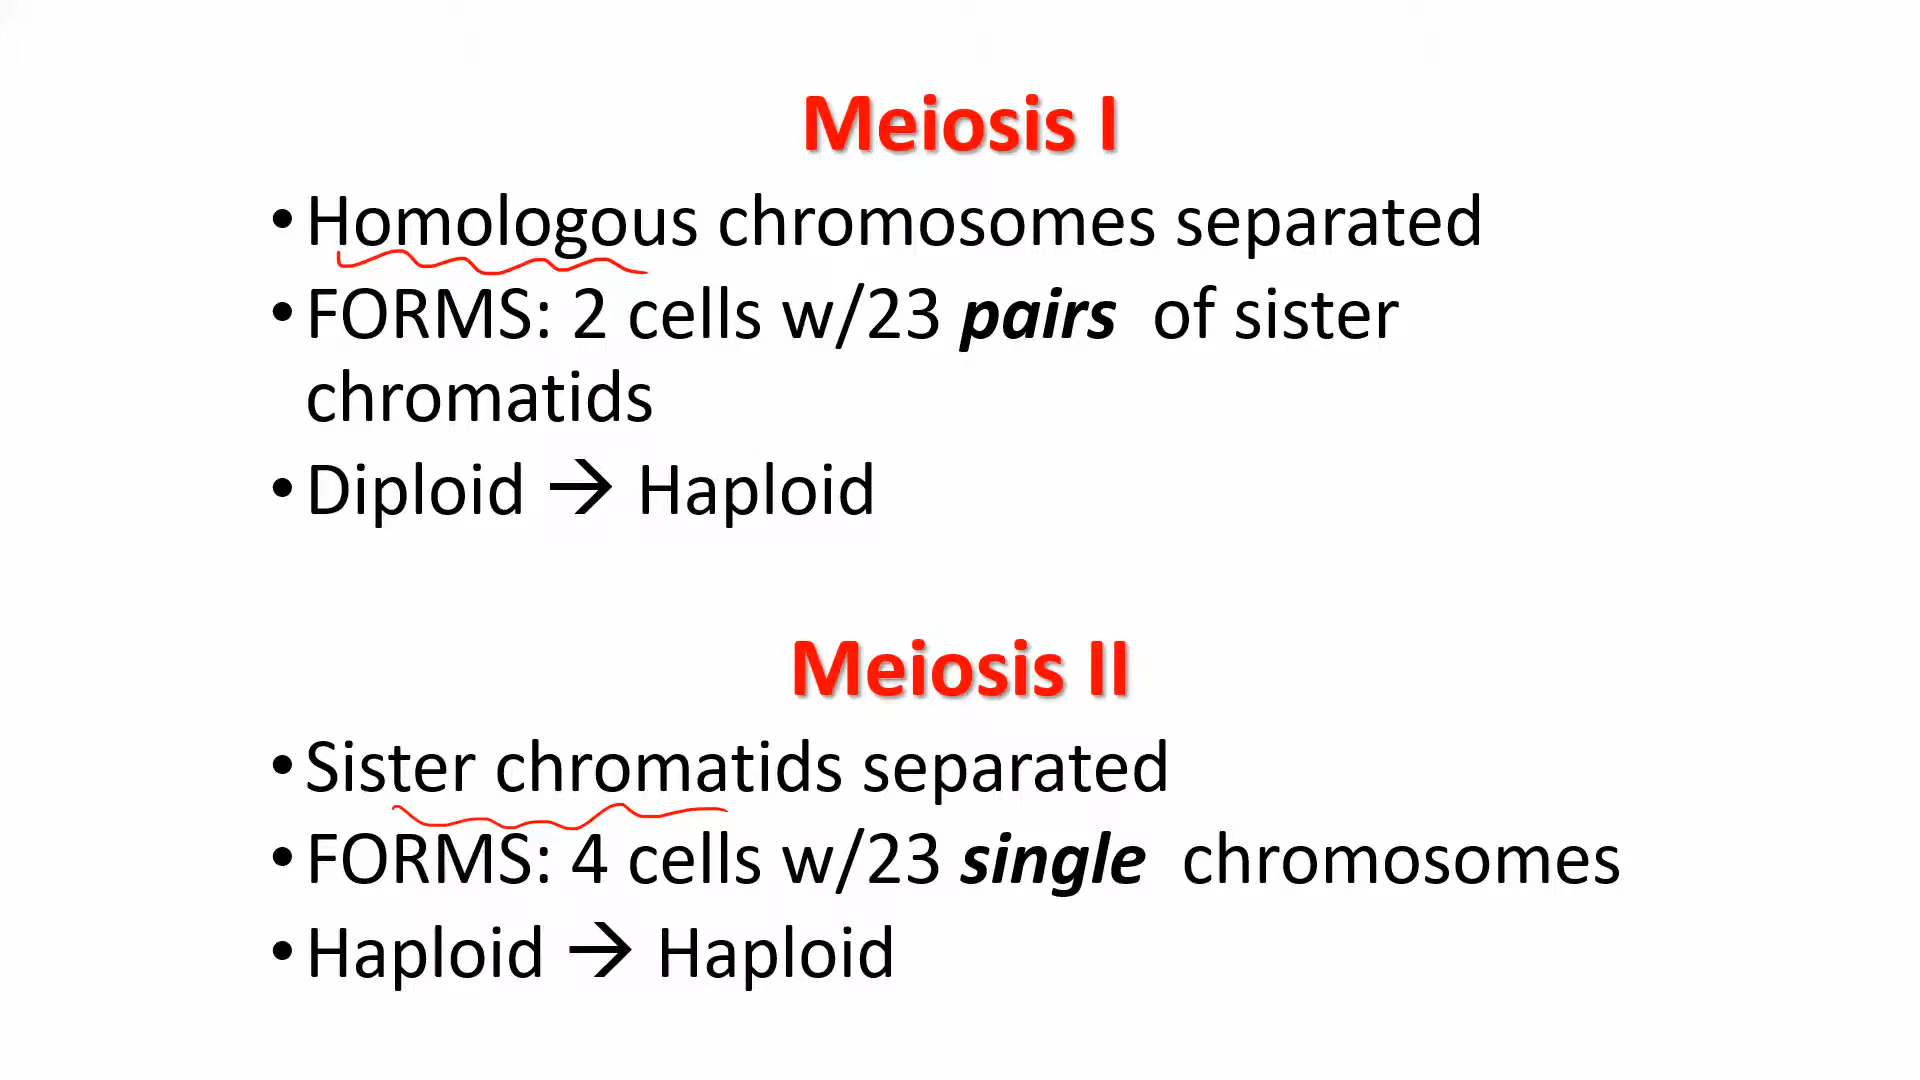 Meiosis I
•Homologous chromosomes separated
•FORMS: 2 cells w/23 pairs of sister
chromatids
•Diploid → Haploid
Meiosis II
•Sister chromatids separated
•FORMS: 4 cells w/23 single chromosomes
•Haploid → Haploid